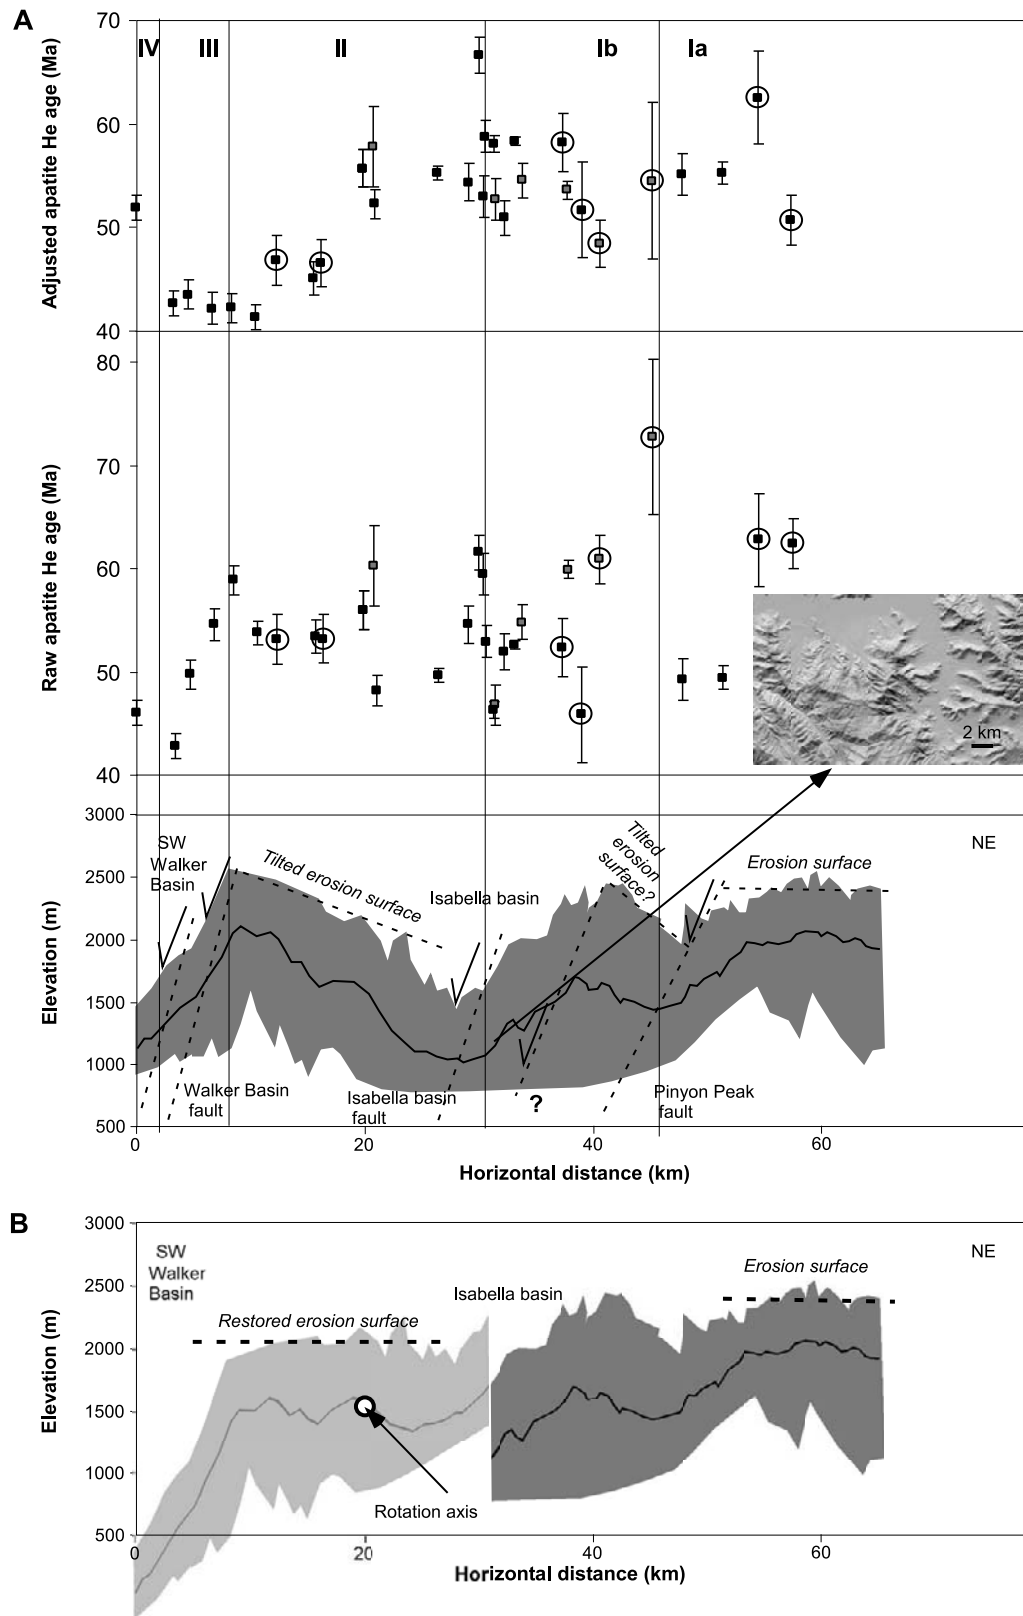 A
70
60
50
40
Adjusted apatite He age (Ma)
IV
III
II
Ib
Ia
80
70
60
50
40
Raw apatite He age (Ma)
2 km
3000
2500
2000
1500
1000
500
Elevation (m)
SW
Walker
Basin
Tilted erosion surface
Isabella basin
Tilted
erosion
surface?
Erosion surface
NE
Walker Basin
fault
Isabella basin
fault
?
Pinyon Peak
fault
0
20
40
60
Horizontal distance (km)
B
3000
2500
2000
1500
1000
500
Elevation (m)
SW
Walker
Basin
Restored erosion surface
Isabella basin
Erosion surface
NE
Rotation axis
0
20
40
60
Horizontal distance (km)